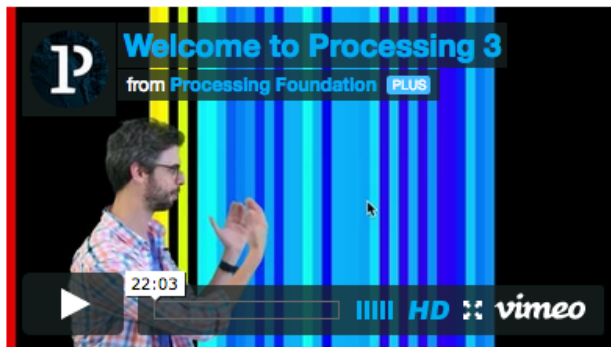 Welcome to Processing 3
from Processing Foundation PLUS
22:03
HD vimeo